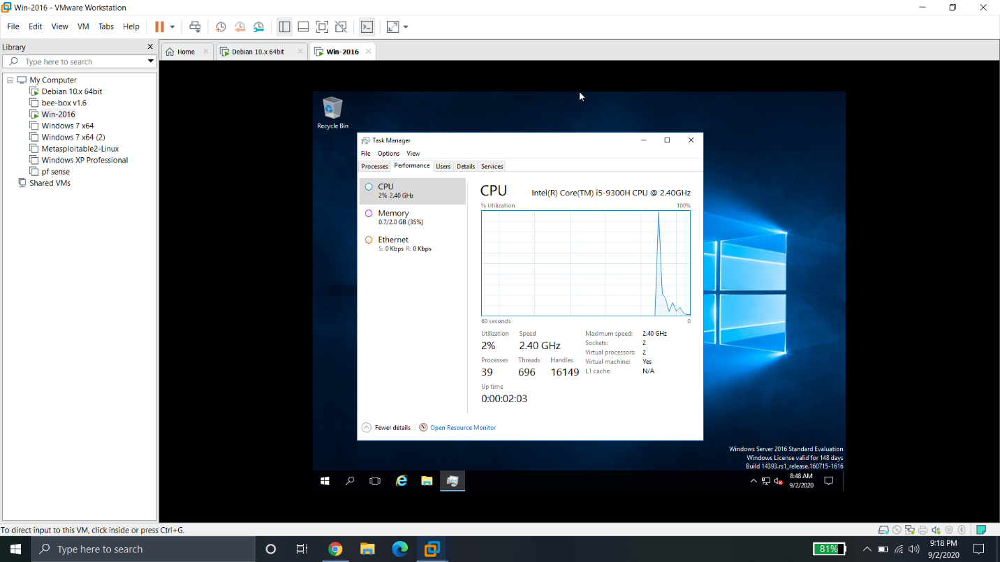 Win-2016 - VMware Workstation
File Edit View VM Tabs Help
Library
Type here to search
My Computer
Debian 10.x 64bit
bee-box v1.6
Win-2016
Windows 7 x64
Windows 7 x64 (2)
Metasploitable2-Linux
Windows XP Professional
pf sense
Shared VMs
Home Debian 10.x 64bit Win-2016
Recycle Bin
Task Manager
File Options View
Processes Performance Users Details Services
CPU
2% 2.40 GHz
Memory
0.7/2.0 GB (35%)
Ethernet
S: 0 Kbps R: 0 Kbps
CPU Intel(R) Core(TM) i5-9300H CPU @ 2.40GHz
% Utilization 100%
60 seconds 0
Utilization Speed
2% 2.40 GHz
Processes Threads Handles
39 696 16149
Up time
0:00:02:03
Maximum speed: 2.40 GHz
Sockets: 2
Virtual processors: 2
Virtual machine: Yes
L1 cache: N/A
Fewer details Open Resource Monitor
Windows Server 2016 Standard Evaluation
Windows License valid for 148 days
Build 14393.rs1_release.160715-1616
8:48 AM
9/2/2020
To direct input to this VM, click inside or press Ctrl+G.
Type here to search
81%
9:18 PM
9/2/2020